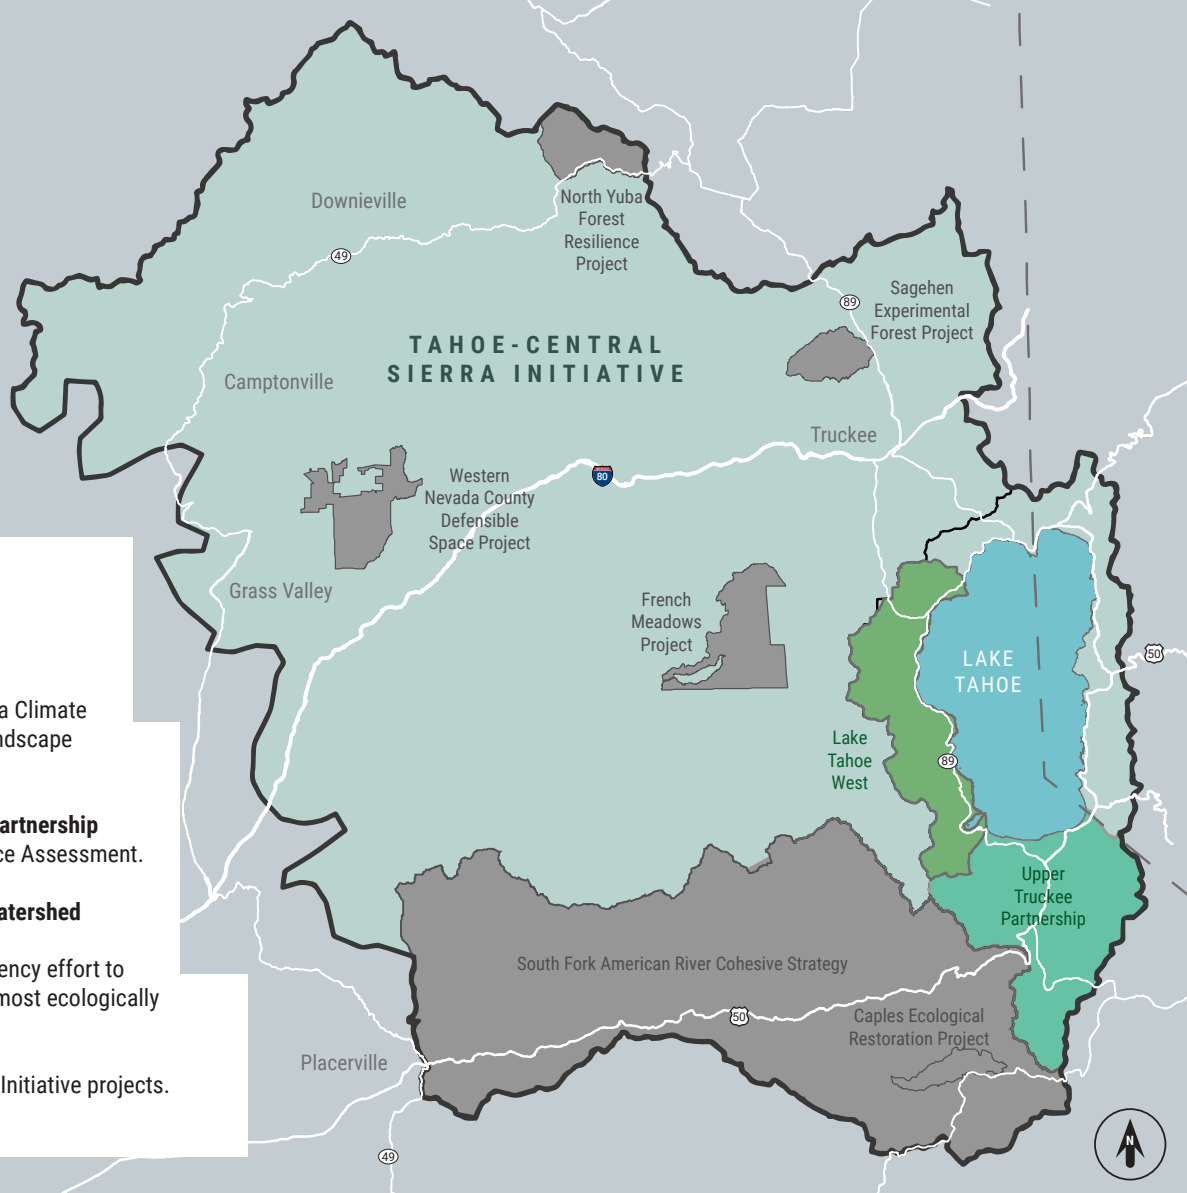 Downieville
North Yuba
Forest
Resilience
Project
49
Sagehen
Experimental
Forest Project
89
TAHOE-CENTRAL
SIERRA INITIATIVE
Camptonville
Truckee
80
Western
Nevada County
Defensible
Space Project
Grass Valley
French
Meadows
Project
LAKE
TAHOE
50
a Climate
ndscape
Lake
Tahoe
West
89
artnership
ce Assessment.
Upper
Truckee
Partnership
atershed
South Fork American River Cohesive Strategy
ency effort to
most ecologically
50
Caples Ecological
Restoration Project
Placerville
Initiative projects.
49
N